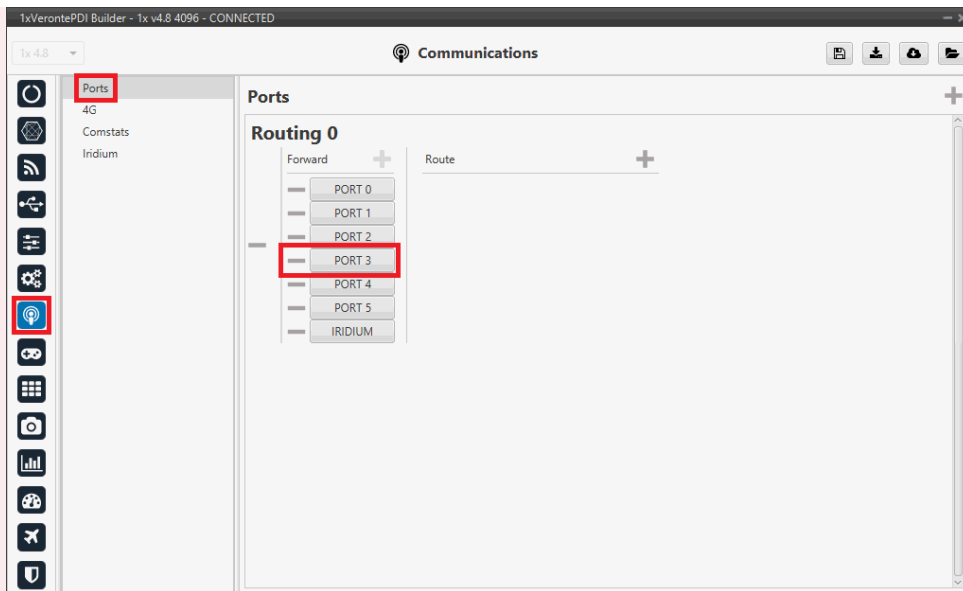 1xVerontePDI Builder - 1x v4.8 4096 - CONNECTED
1x 4.8
Communications
Ports
4G
Comstats
Iridium
Ports
Routing 0
Forward
Route
PORT 0
PORT 1
PORT 2
PORT 3
PORT 4
PORT 5
IRIDIUM